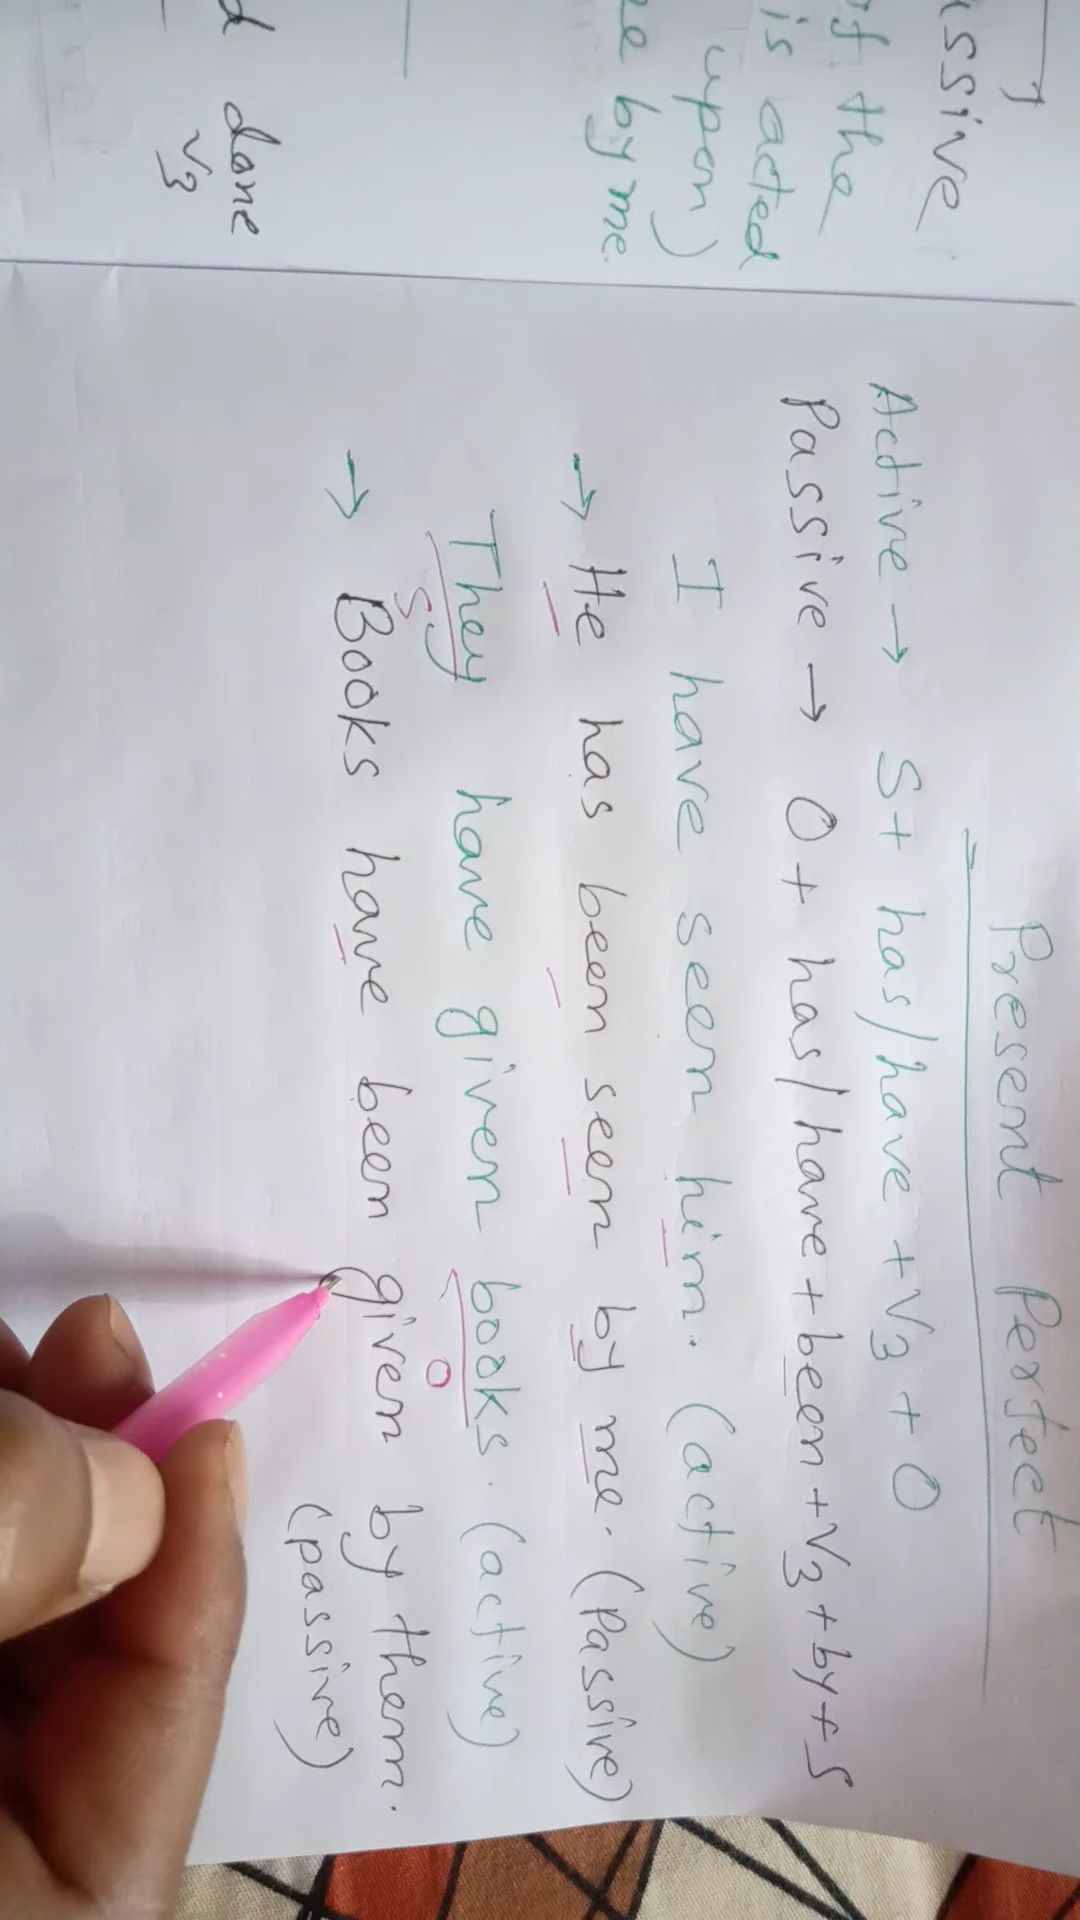 Present Perfect
Active → S+ has/have + V3 + O
Passive → O + has/have + been + V3 + by + S
I have seen him. (active)
→ He has been seen by me. (Passive)
They have given books. (active)
S O
→ Books have been given by them.
(passive)
assive
of the
is acted
upon)
by me
done
V3